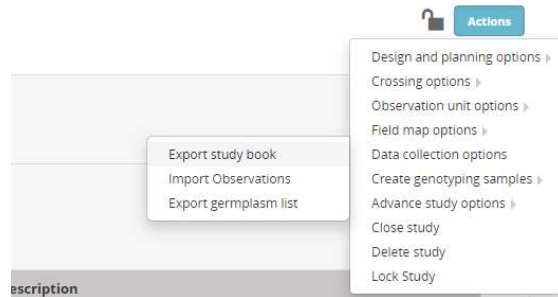 Actions
Design and planning options
Crossing options
Observation unit options
Field map options
Data collection options
Create genotyping samples
Advance study options
Close study
Delete study
Lock Study
Export study book
Import Observations
Export germplasm list
escription